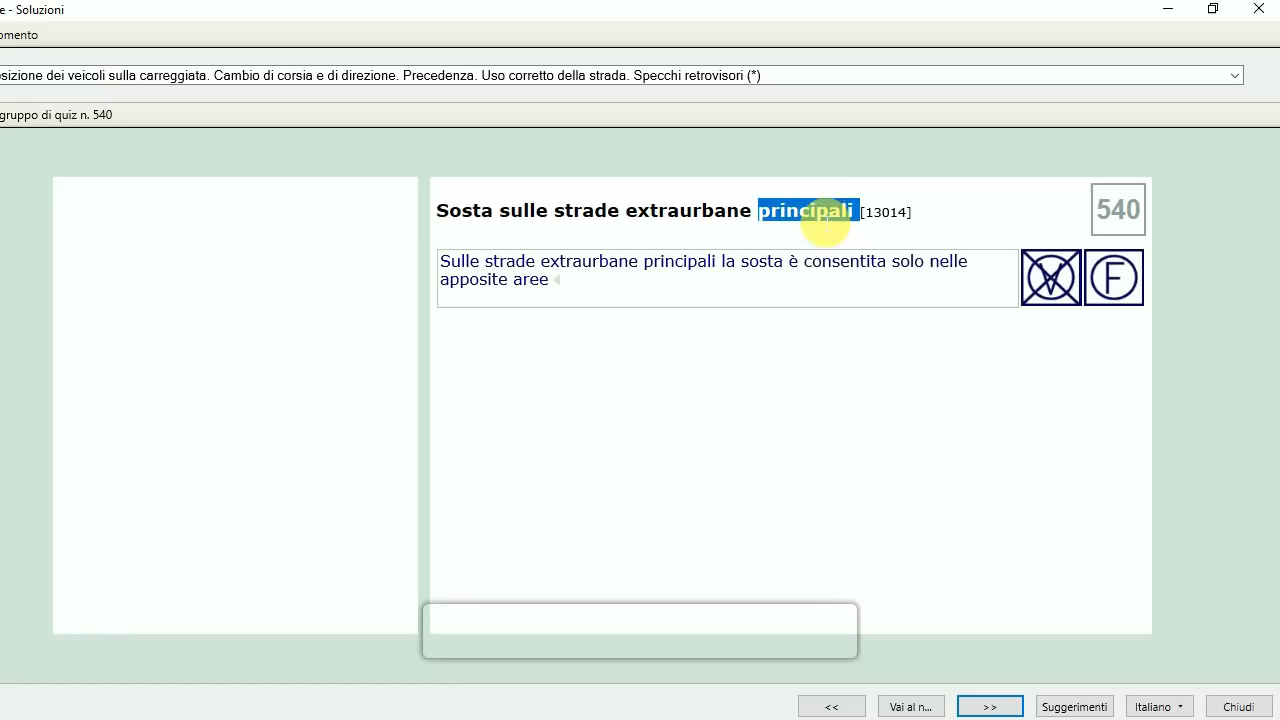 e - Soluzioni
omento
sizione dei veicoli sulla carreggiata. Cambio di corsia e di direzione. Precedenza. Uso corretto della strada. Specchi retrovisori (*)
gruppo di quiz n. 540
Sosta sulle strade extraurbane principali [13014]
540
Sulle strade extraurbane principali la sosta è consentita solo nelle
apposite aree
V F
<< Vai al n... >> Suggerimenti Italiano Chiudi